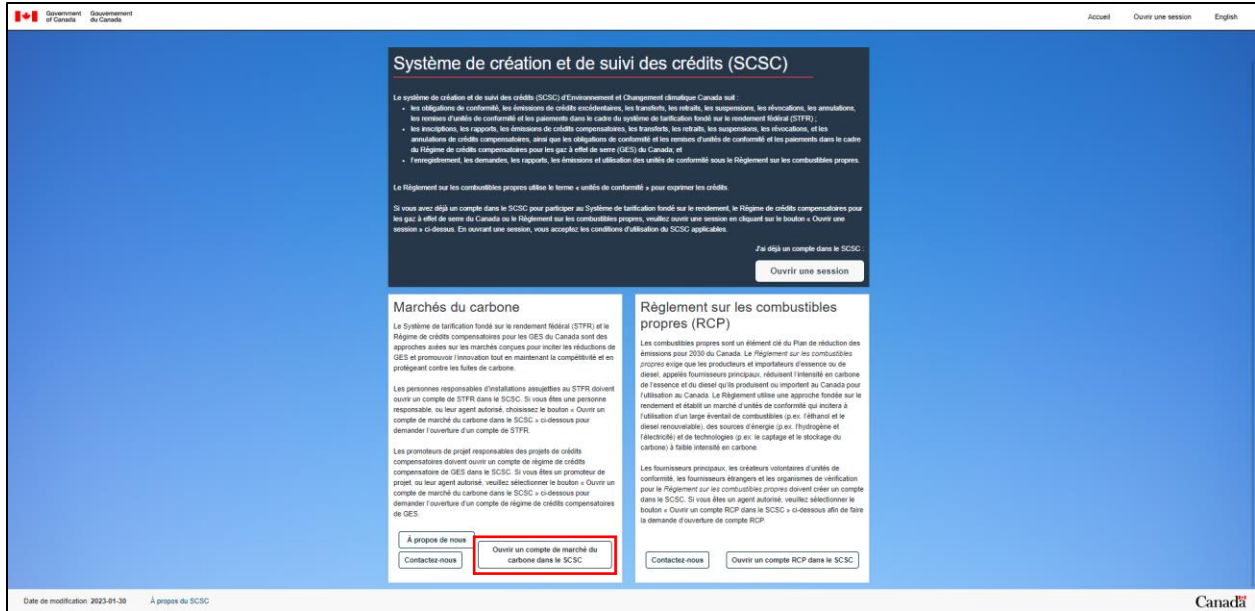 Government of Canada Gouvernement du Canada
Accueil Ouvrir une session English
Système de création et de suivi des crédits (SCSC)
Le système de création et de suivi des crédits (SCSC) d'Environnement et Changement climatique Canada suit :
• les obligations de conformité, les émissions de crédits excédentaires, les transferts, les retraits, les suspensions, les révocations, les annulations,
les remises d'unités de conformité et les paiements dans le cadre du système de tarification fondé sur le rendement fédéral (STFR) ;
• les inscriptions, les rapports, les émissions de crédits compensatoires, les transferts, les retraits, les suspensions, les révocations, et les
annulations de crédits compensatoires, ainsi que les obligations de conformité et les remises d'unités de conformité et les paiements dans le cadre
du Régime de crédits compensatoires pour les gaz à effet de serre (GES) du Canada; et
• l'enregistrement, les demandes, les rapports, les émissions et utilisation des unités de conformité sous le Règlement sur les combustibles propres.
Le Règlement sur les combustibles propres utilise le terme « unités de conformité » pour exprimer les crédits.
Si vous avez déjà un compte dans le SCSC pour participer au Système de tarification fondé sur le rendement, le Régime de crédits compensatoires pour
les gaz à effet de serre du Canada ou le Règlement sur les combustibles propres, veuillez ouvrir une session en cliquant sur le bouton « Ouvrir une
session » ci-dessus. En ouvrant une session, vous acceptez les conditions d'utilisation du SCSC applicables.
J'ai déjà un compte dans le SCSC :
Ouvrir une session
Marchés du carbone
Le Système de tarification fondé sur le rendement fédéral (STFR) et le
Régime de crédits compensatoires pour les GES du Canada sont des
approches axées sur les marchés conçues pour inciter les réductions de
GES et promouvoir l'innovation tout en maintenant la compétitivité et en
protégeant contre les fuites de carbone.
Les personnes responsables d'installations assujetties au STFR doivent
ouvrir un compte de STFR dans le SCSC. Si vous êtes une personne
responsable, ou leur agent autorisé, choisissez le bouton « Ouvrir un
compte de marché du carbone dans le SCSC » ci-dessous pour
demander l'ouverture d'un compte de STFR.
Les promoteurs de projet responsables des projets de crédits
compensatoires doivent ouvrir un compte de régime de crédits
compensatoire de GES dans le SCSC. Si vous êtes un promoteur de
projet, ou leur agent autorisé, veuillez sélectionner le bouton « Ouvrir un
compte de marché du carbone dans le SCSC » ci-dessous pour
demander l'ouverture d'un compte de régime de crédits compensatoires
de GES.
À propos de nous
Contactez-nous
Ouvrir un compte de marché du
carbone dans le SCSC
Règlement sur les combustibles
propres (RCP)
Les combustibles propres sont un élément clé du Plan de réduction des
émissions pour 2030 du Canada. Le Règlement sur les combustibles
propres exige que les producteurs et importateurs d'essence ou de
diesel, appelés fournisseurs principaux, réduisent l'intensité en carbone
de l'essence et du diesel qu'ils produisent ou importent au Canada pour
l'utilisation au Canada. Le Règlement utilise une approche fondée sur le
rendement et établit un marché d'unités de conformité qui incitera à
l'utilisation d'un large éventail de combustibles (p.ex. l'éthanol et le
diesel renouvelable), des sources d'énergie (p.ex. l'hydrogène et
l'électricité) et de technologies (p.ex. le captage et le stockage du
carbone) à faible intensité en carbone.
Les fournisseurs principaux, les créateurs volontaires d'unités de
conformité, les fournisseurs étrangers et les organismes de vérification
pour le Règlement sur les combustibles propres doivent créer un compte
dans le SCSC. Si vous êtes un agent autorisé, veuillez sélectionner le
bouton « Ouvrir un compte RCP dans le SCSC » ci-dessous afin de faire
la demande d'ouverture de compte RCP.
Contactez-nous
Ouvrir un compte RCP dans le SCSC
Date de modification: 2023-01-30 À propos du SCSC
Canada